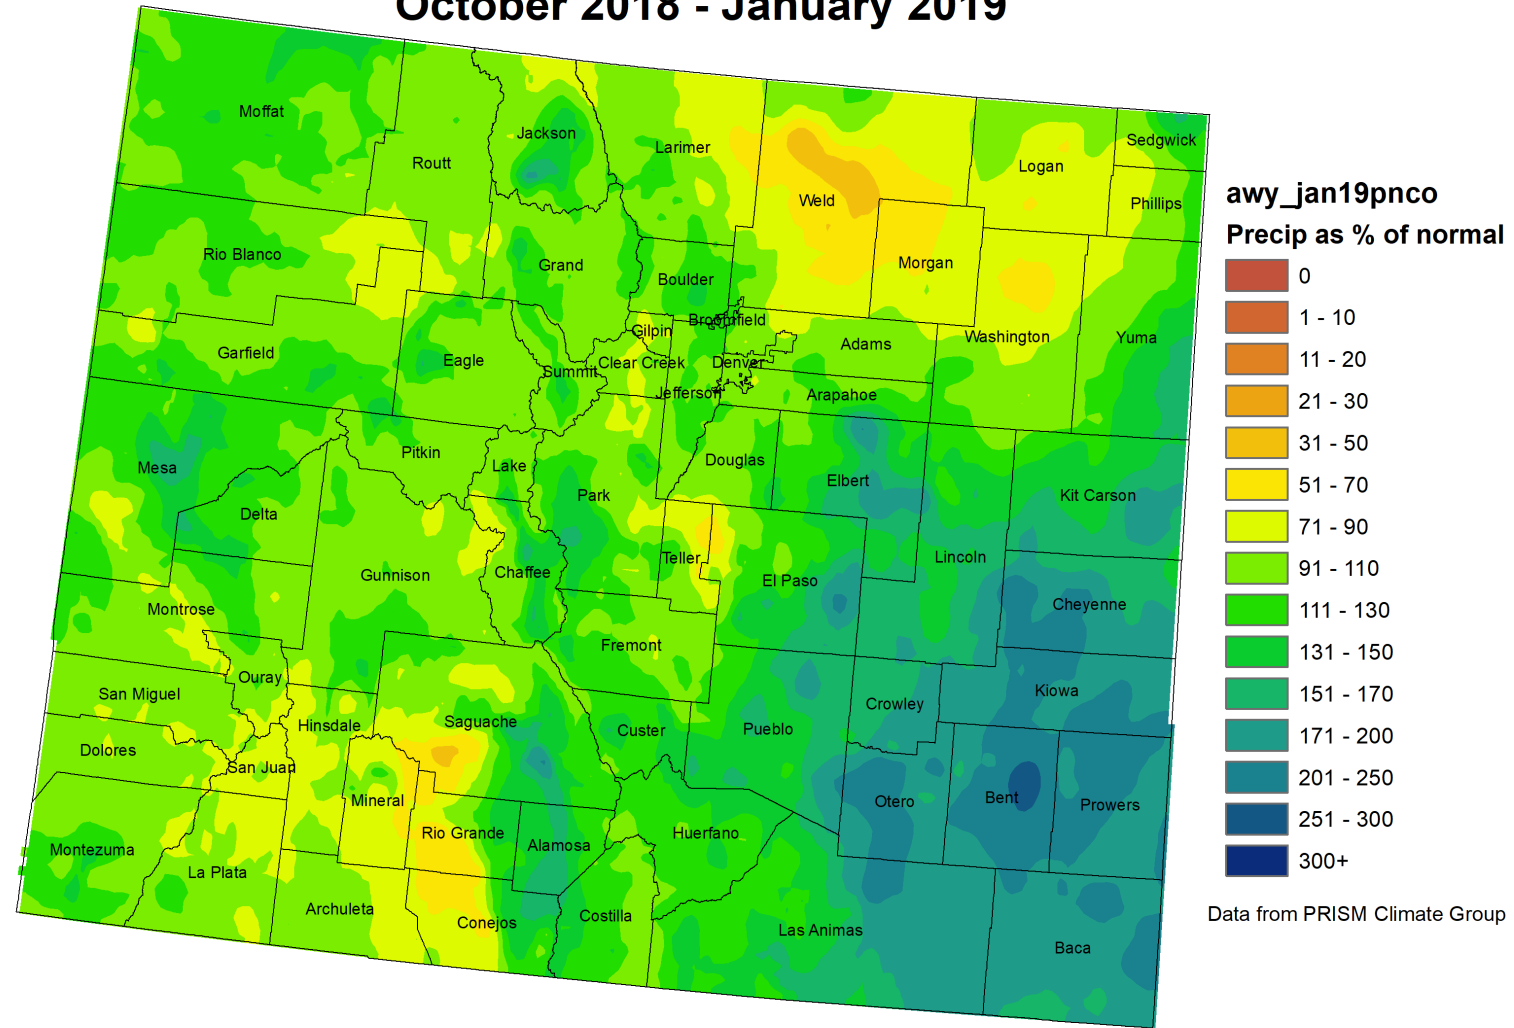 October 2018 - January 2019
Moffat
Routt
Jackson
Larimer
Weld
Logan
Sedgwick
Phillips
Rio Blanco
Grand
Boulder
Morgan
Broomfield
Gilpin
Garfield
Eagle
Summit
Clear Creek
Denver
Adams
Washington
Yuma
Jefferson
Arapahoe
Mesa
Pitkin
Lake
Park
Douglas
Elbert
Kit Carson
Delta
Gunnison
Chaffee
Teller
El Paso
Lincoln
Cheyenne
Montrose
Fremont
Ouray
San Miguel
Hinsdale
Saguache
Custer
Pueblo
Crowley
Kiowa
Dolores
San Juan
Mineral
Rio Grande
Alamosa
Huerfano
Otero
Bent
Prowers
Montezuma
La Plata
Archuleta
Conejos
Costilla
Las Animas
Baca
awy_jan19pnco
Precip as % of normal
0
1 - 10
11 - 20
21 - 30
31 - 50
51 - 70
71 - 90
91 - 110
111 - 130
131 - 150
151 - 170
171 - 200
201 - 250
251 - 300
300+
Data from PRISM Climate Group